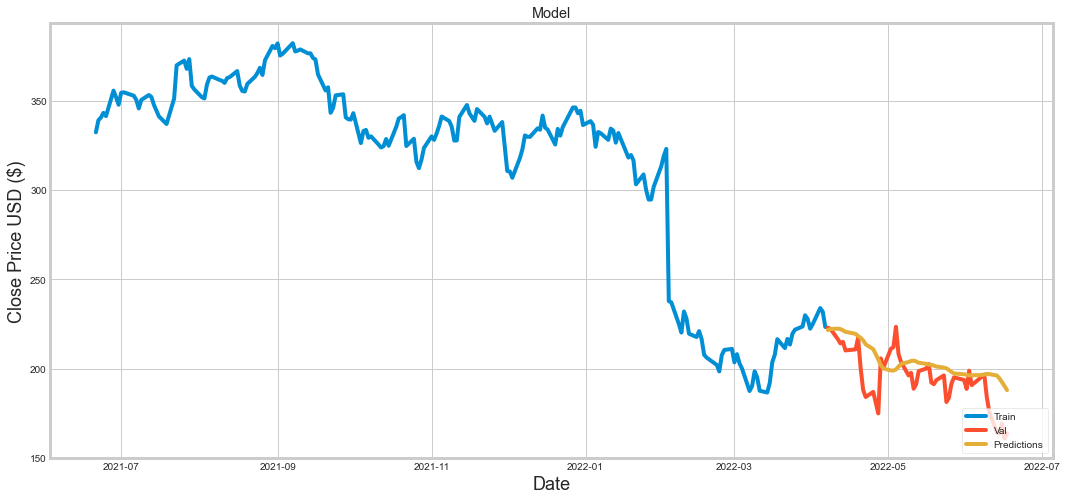 Model
Close Price USD ($)
350
300
250
200
150
2021-07
2021-09
2021-11
2022-01
2022-03
2022-05
2022-07
Date
Train
Val
Predictions